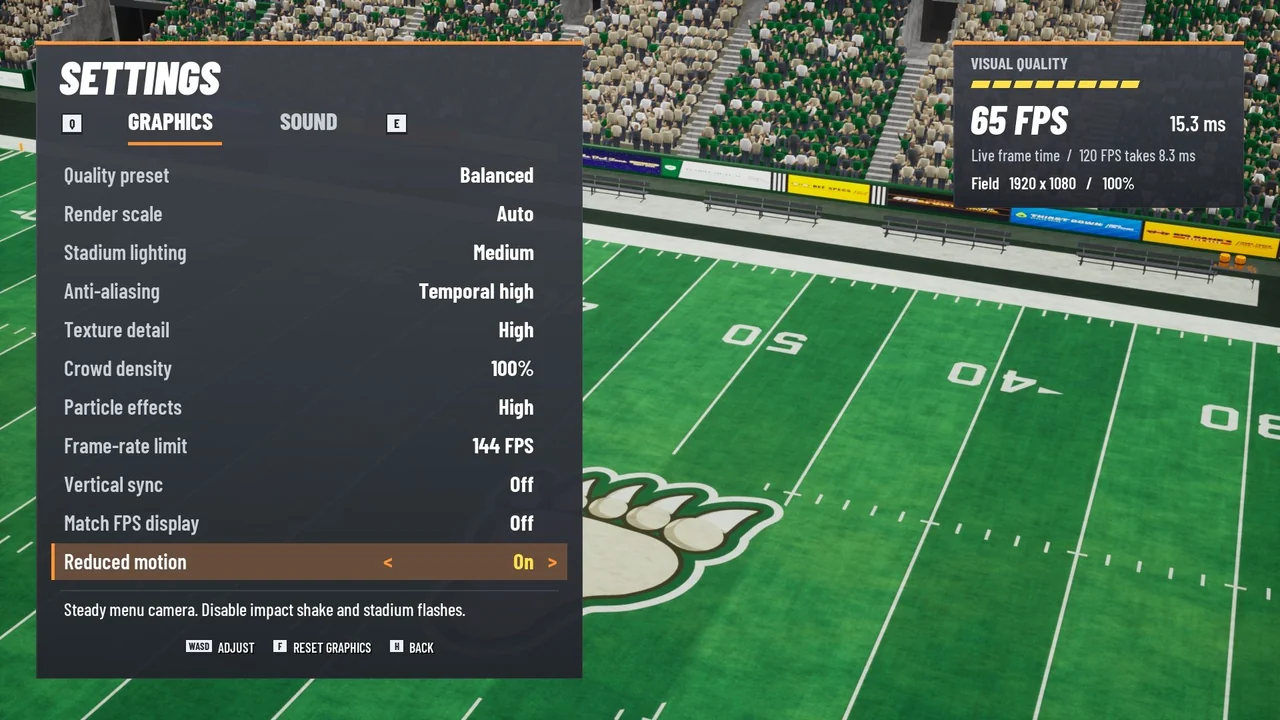 SETTINGS
Q GRAPHICS SOUND E
Quality preset Balanced
Render scale Auto
Stadium lighting Medium
Anti-aliasing Temporal high
Texture detail High
Crowd density 100%
Particle effects High
Frame-rate limit 144 FPS
Vertical sync Off
Match FPS display Off
Reduced motion < On >
Steady menu camera. Disable impact shake and stadium flashes.
WASD ADJUST F RESET GRAPHICS H BACK
VISUAL QUALITY
65 FPS 15.3 ms
Live frame time / 120 FPS takes 8.3 ms
Field 1920 x 1080 / 100%
THIRST DOWN
50
40